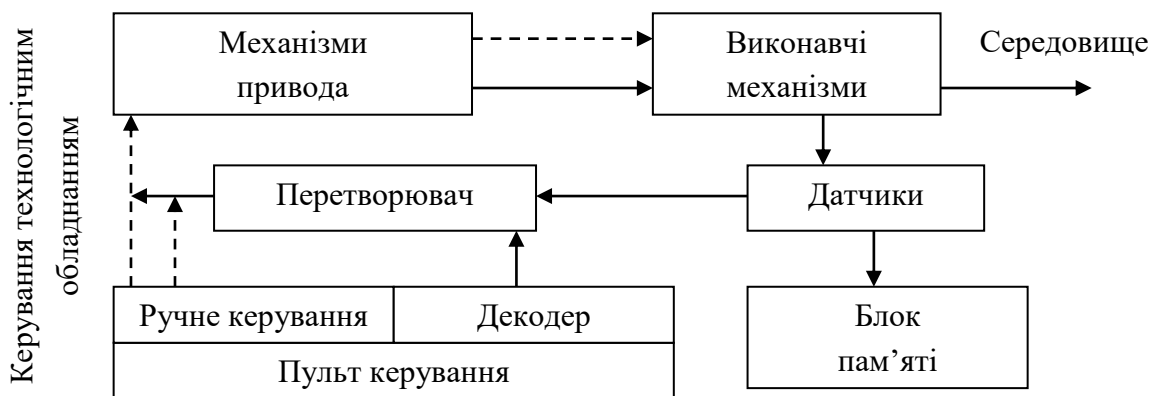 Керування технологічним
обладнанням
Механізми
привода
Виконавчі
механізми
Середовище
Перетворювач
Датчики
Ручне керування
Декодер
Пульт керування
Блок
пам’яті